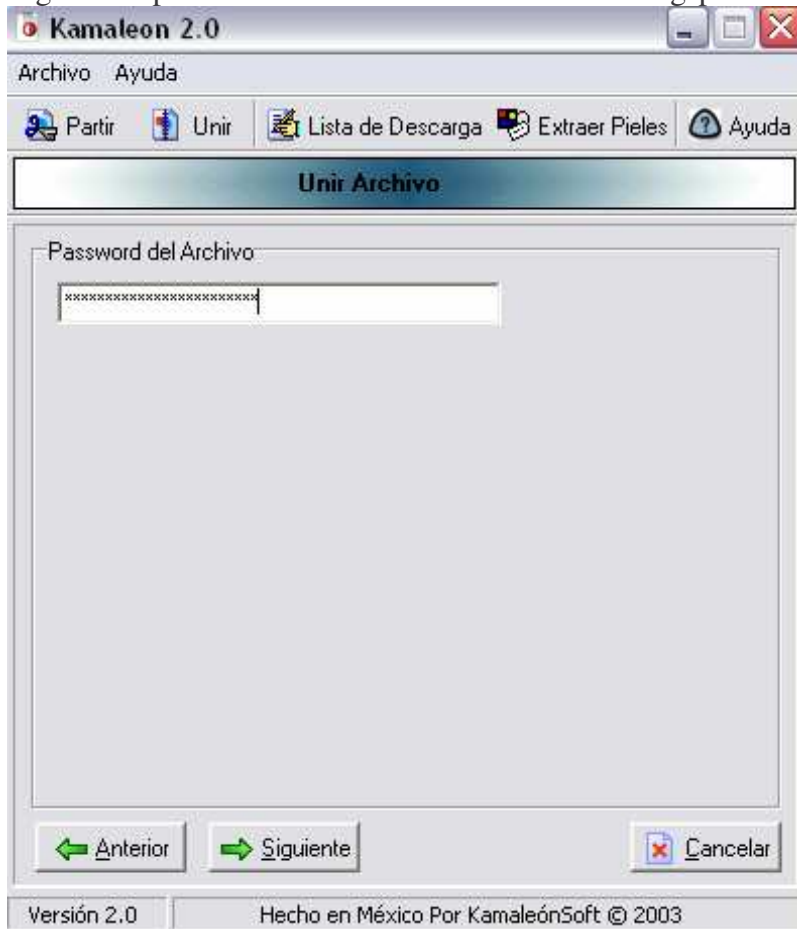 Kamaleon 2.0
Archivo Ayuda
Partir Unir Lista de Descarga Extraer Pieles Ayuda
Unir Archivo
Password del Archivo
××××××××××××××××××××××××
Anterior Siguiente Cancelar
Versión 2.0 Hecho en México Por KamaleónSoft © 2003